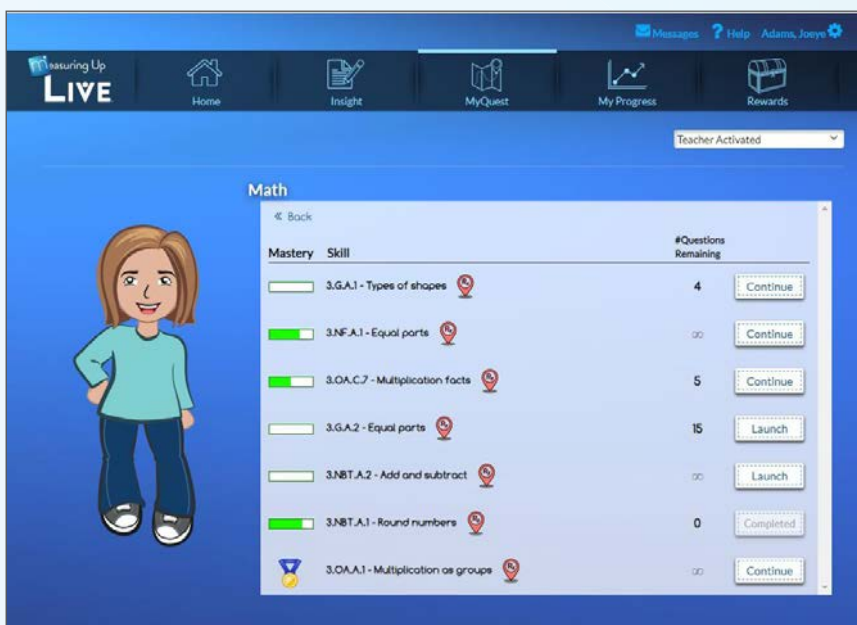 Messages ? Help Adams, Joeye
Measuring Up
LIVE
Home
Insight
MyQuest
My Progress
Rewards
Teacher Activated
Math
« Back
Mastery Skill #Questions Remaining
3.G.A.1 - Types of shapes 4 Continue
3.NF.A.1 - Equal parts ∞ Continue
3.OA.C.7 - Multiplication facts 5 Continue
3.G.A.2 - Equal parts 15 Launch
3.NBT.A.2 - Add and subtract ∞ Launch
3.NBT.A.1 - Round numbers 0 Completed
3.OA.A.1 - Multiplication as groups ∞ Continue